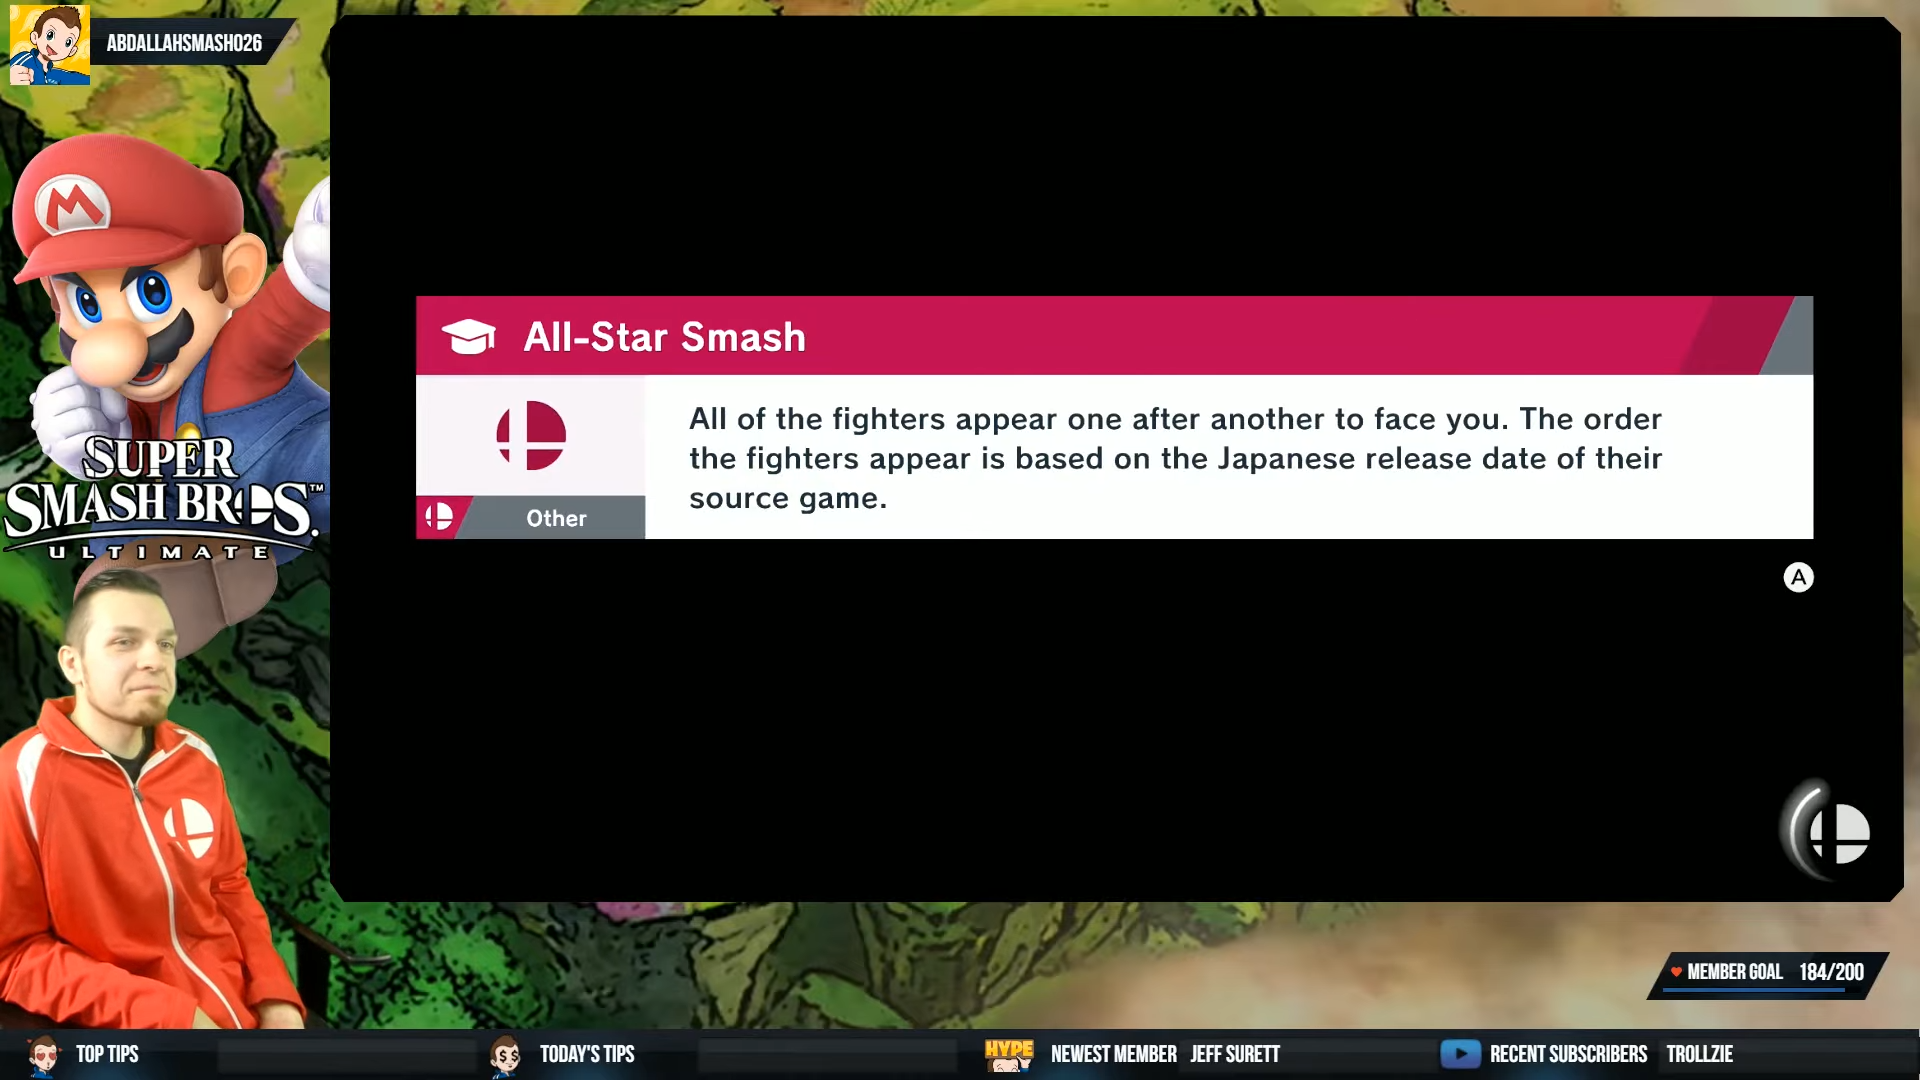 ABDALLAHSMASH026
M
SUPER
SMASH BROS.™
ULTIMATE
All-Star Smash
All of the fighters appear one after another to face you. The order
the fighters appear is based on the Japanese release date of their
source game.
Other
A
MEMBER GOAL 184/200
TOP TIPS
TODAY'S TIPS
HYPE NEWEST MEMBER JEFF SURETT
RECENT SUBSCRIBERS TROLLZIE